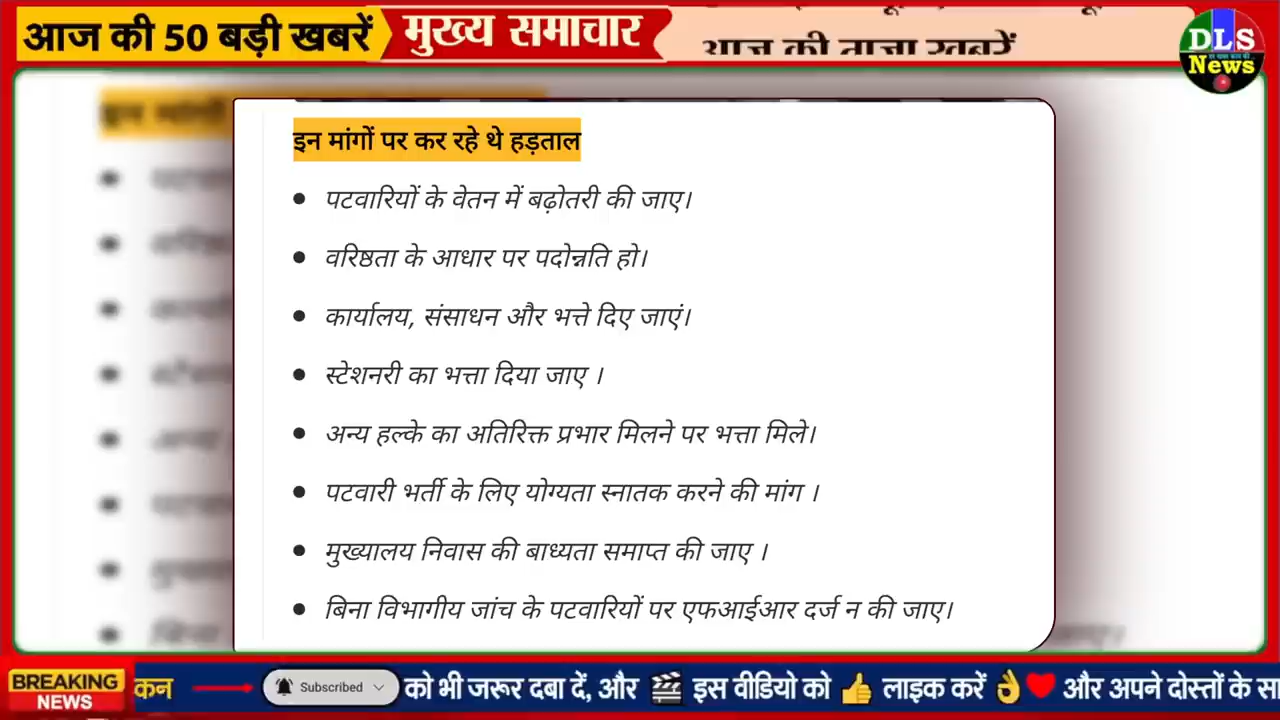 आज की 50 बड़ी खबरें
मुख्य समाचार
आज की ताजा खबरें
DLS
News
इन मांगों पर कर रहे थे हड़ताल
पटवारियों के वेतन में बढ़ोतरी की जाए।
वरिष्ठता के आधार पर पदोन्नति हो।
कार्यालय, संसाधन और भत्ते दिए जाएं।
स्टेशनरी का भत्ता दिया जाए ।
अन्य हल्के का अतिरिक्त प्रभार मिलने पर भत्ता मिले।
पटवारी भर्ती के लिए योग्यता स्नातक करने की मांग ।
मुख्यालय निवास की बाध्यता समाप्त की जाए ।
बिना विभागीय जांच के पटवारियों पर एफआईआर दर्ज न की जाए।
BREAKING
NEWS
कन Subscribed को भी जरूर दबा दें, और इस वीडियो को लाइक करें और अपने दोस्तों के सा